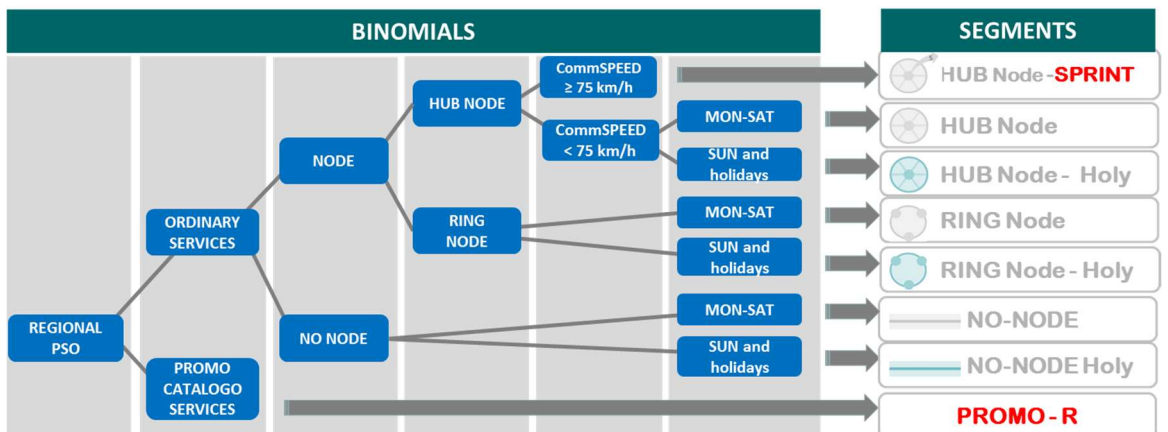 BINOMIALS
SEGMENTS
CommSPEED
≥ 75 km/h
HUB Node-SPRINT
HUB NODE
MON-SAT
HUB Node
CommSPEED
< 75 km/h
NODE
SUN and
holidays
HUB Node - Holy
ORDINARY
SERVICES
RING
NODE
MON-SAT
RING Node
SUN and
holidays
RING Node - Holy
REGIONAL
PSO
NO NODE
MON-SAT
NO-NODE
SUN and
holidays
NO-NODE Holy
PROMO
CATALOGO
SERVICES
PROMO - R